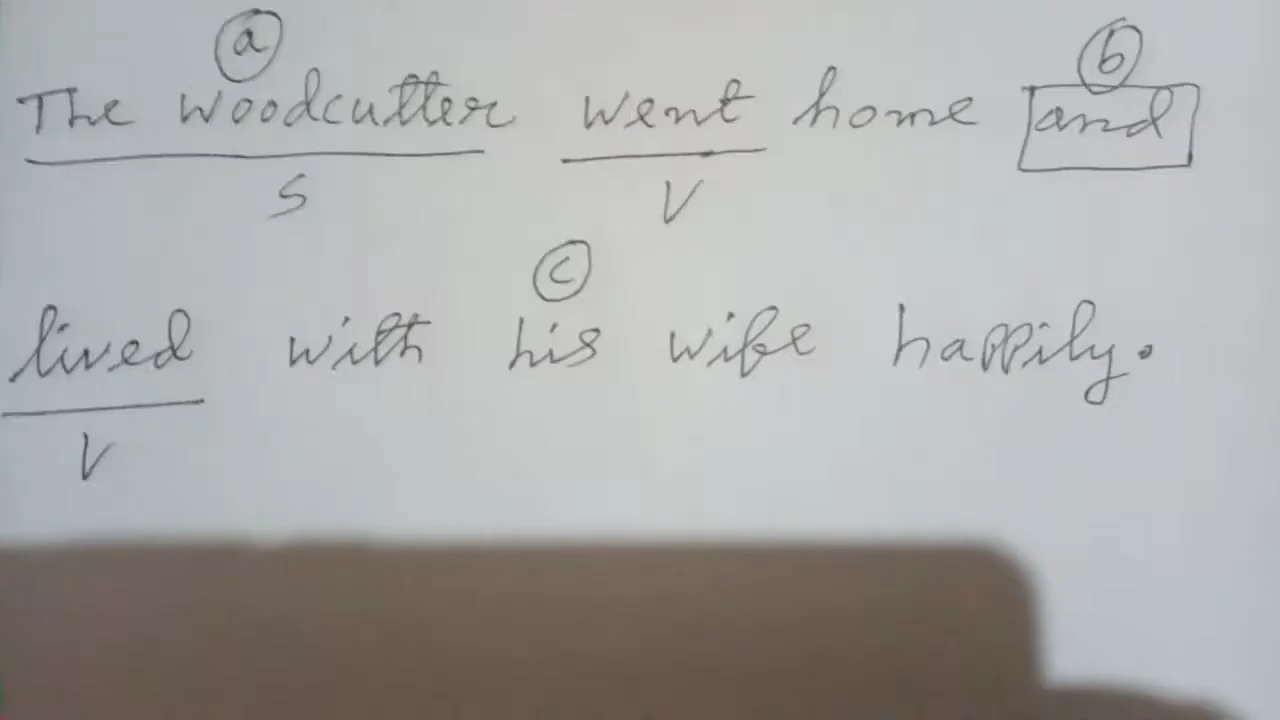 ⓐ ⓑ
The woodcutter went home and
S V
ⓒ
lived with his wife happily.
V